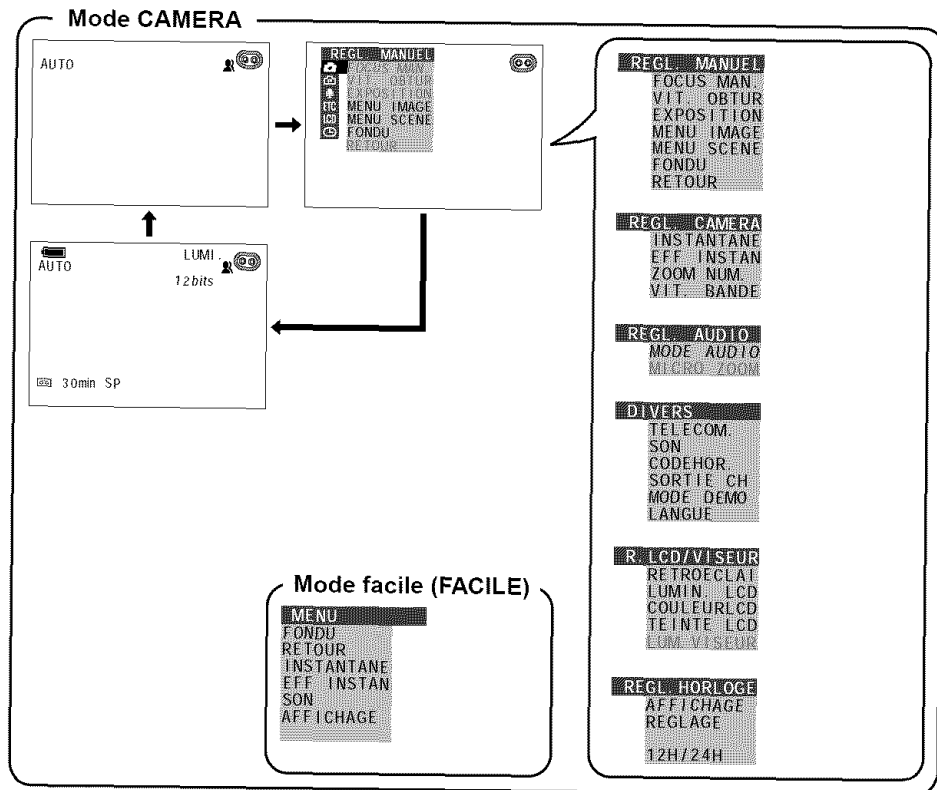 Mode CAMERA
AUTO
REGL. MANUEL
FOCUS MAN.
VIT. OBTUR
EXPOSITION
MENU IMAGE
MENU SCENE
FONDU
RETOUR
ETC
LCD
AUTO
LUMI.
12bits
30min SP
REGL. MANUEL
FOCUS MAN.
VIT. OBTUR
EXPOSITION
MENU IMAGE
MENU SCENE
FONDU
RETOUR
REGL. CAMERA
INSTANTANE
EFF INSTAN
ZOOM NUM.
VIT. BANDE
REGL. AUDIO
MODE AUDIO
MICRO ZOOM
DIVERS
TELECOM.
SON
CODEHOR.
SORTIE CH
MODE DEMO
LANGUE
R. LCD/VISEUR
RETROECLAI
LUMIN. LCD
COULEURLCD
TEINTE LCD
LUM.VISEUR
REGL HORLOGE
AFFICHAGE
REGLAGE
12H/24H
Mode facile (FACILE)
MENU
FONDU
RETOUR
INSTANTANE
EFF INSTAN
SON
AFFICHAGE